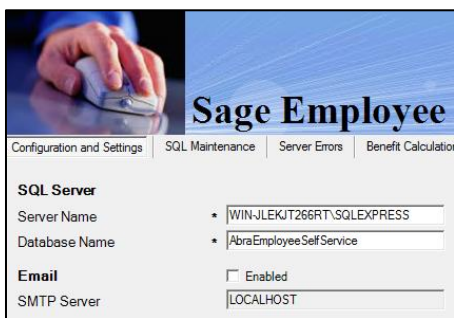 Sage Employee
Configuration and Settings SQL Maintenance Server Errors Benefit Calculation
SQL Server
Server Name * WIN-JLEKJT266RT\SQLEXPRESS
Database Name * AbraEmployeeSelfService
Email Enabled
SMTP Server LOCALHOST